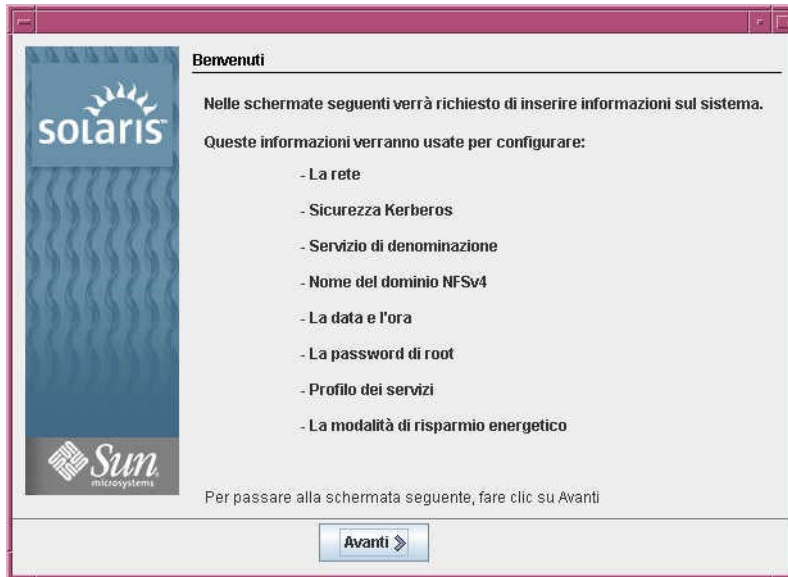 Benvenuti
Nelle schermate seguenti verrà richiesto di inserire informazioni sul sistema.
Queste informazioni verranno usate per configurare:
- La rete
- Sicurezza Kerberos
- Servizio di denominazione
- Nome del dominio NFSv4
- La data e l'ora
- La password di root
- Profilo dei servizi
- La modalità di risparmio energetico
Per passare alla schermata seguente, fare clic su Avanti
Avanti
solaris™
Sun
microsystems